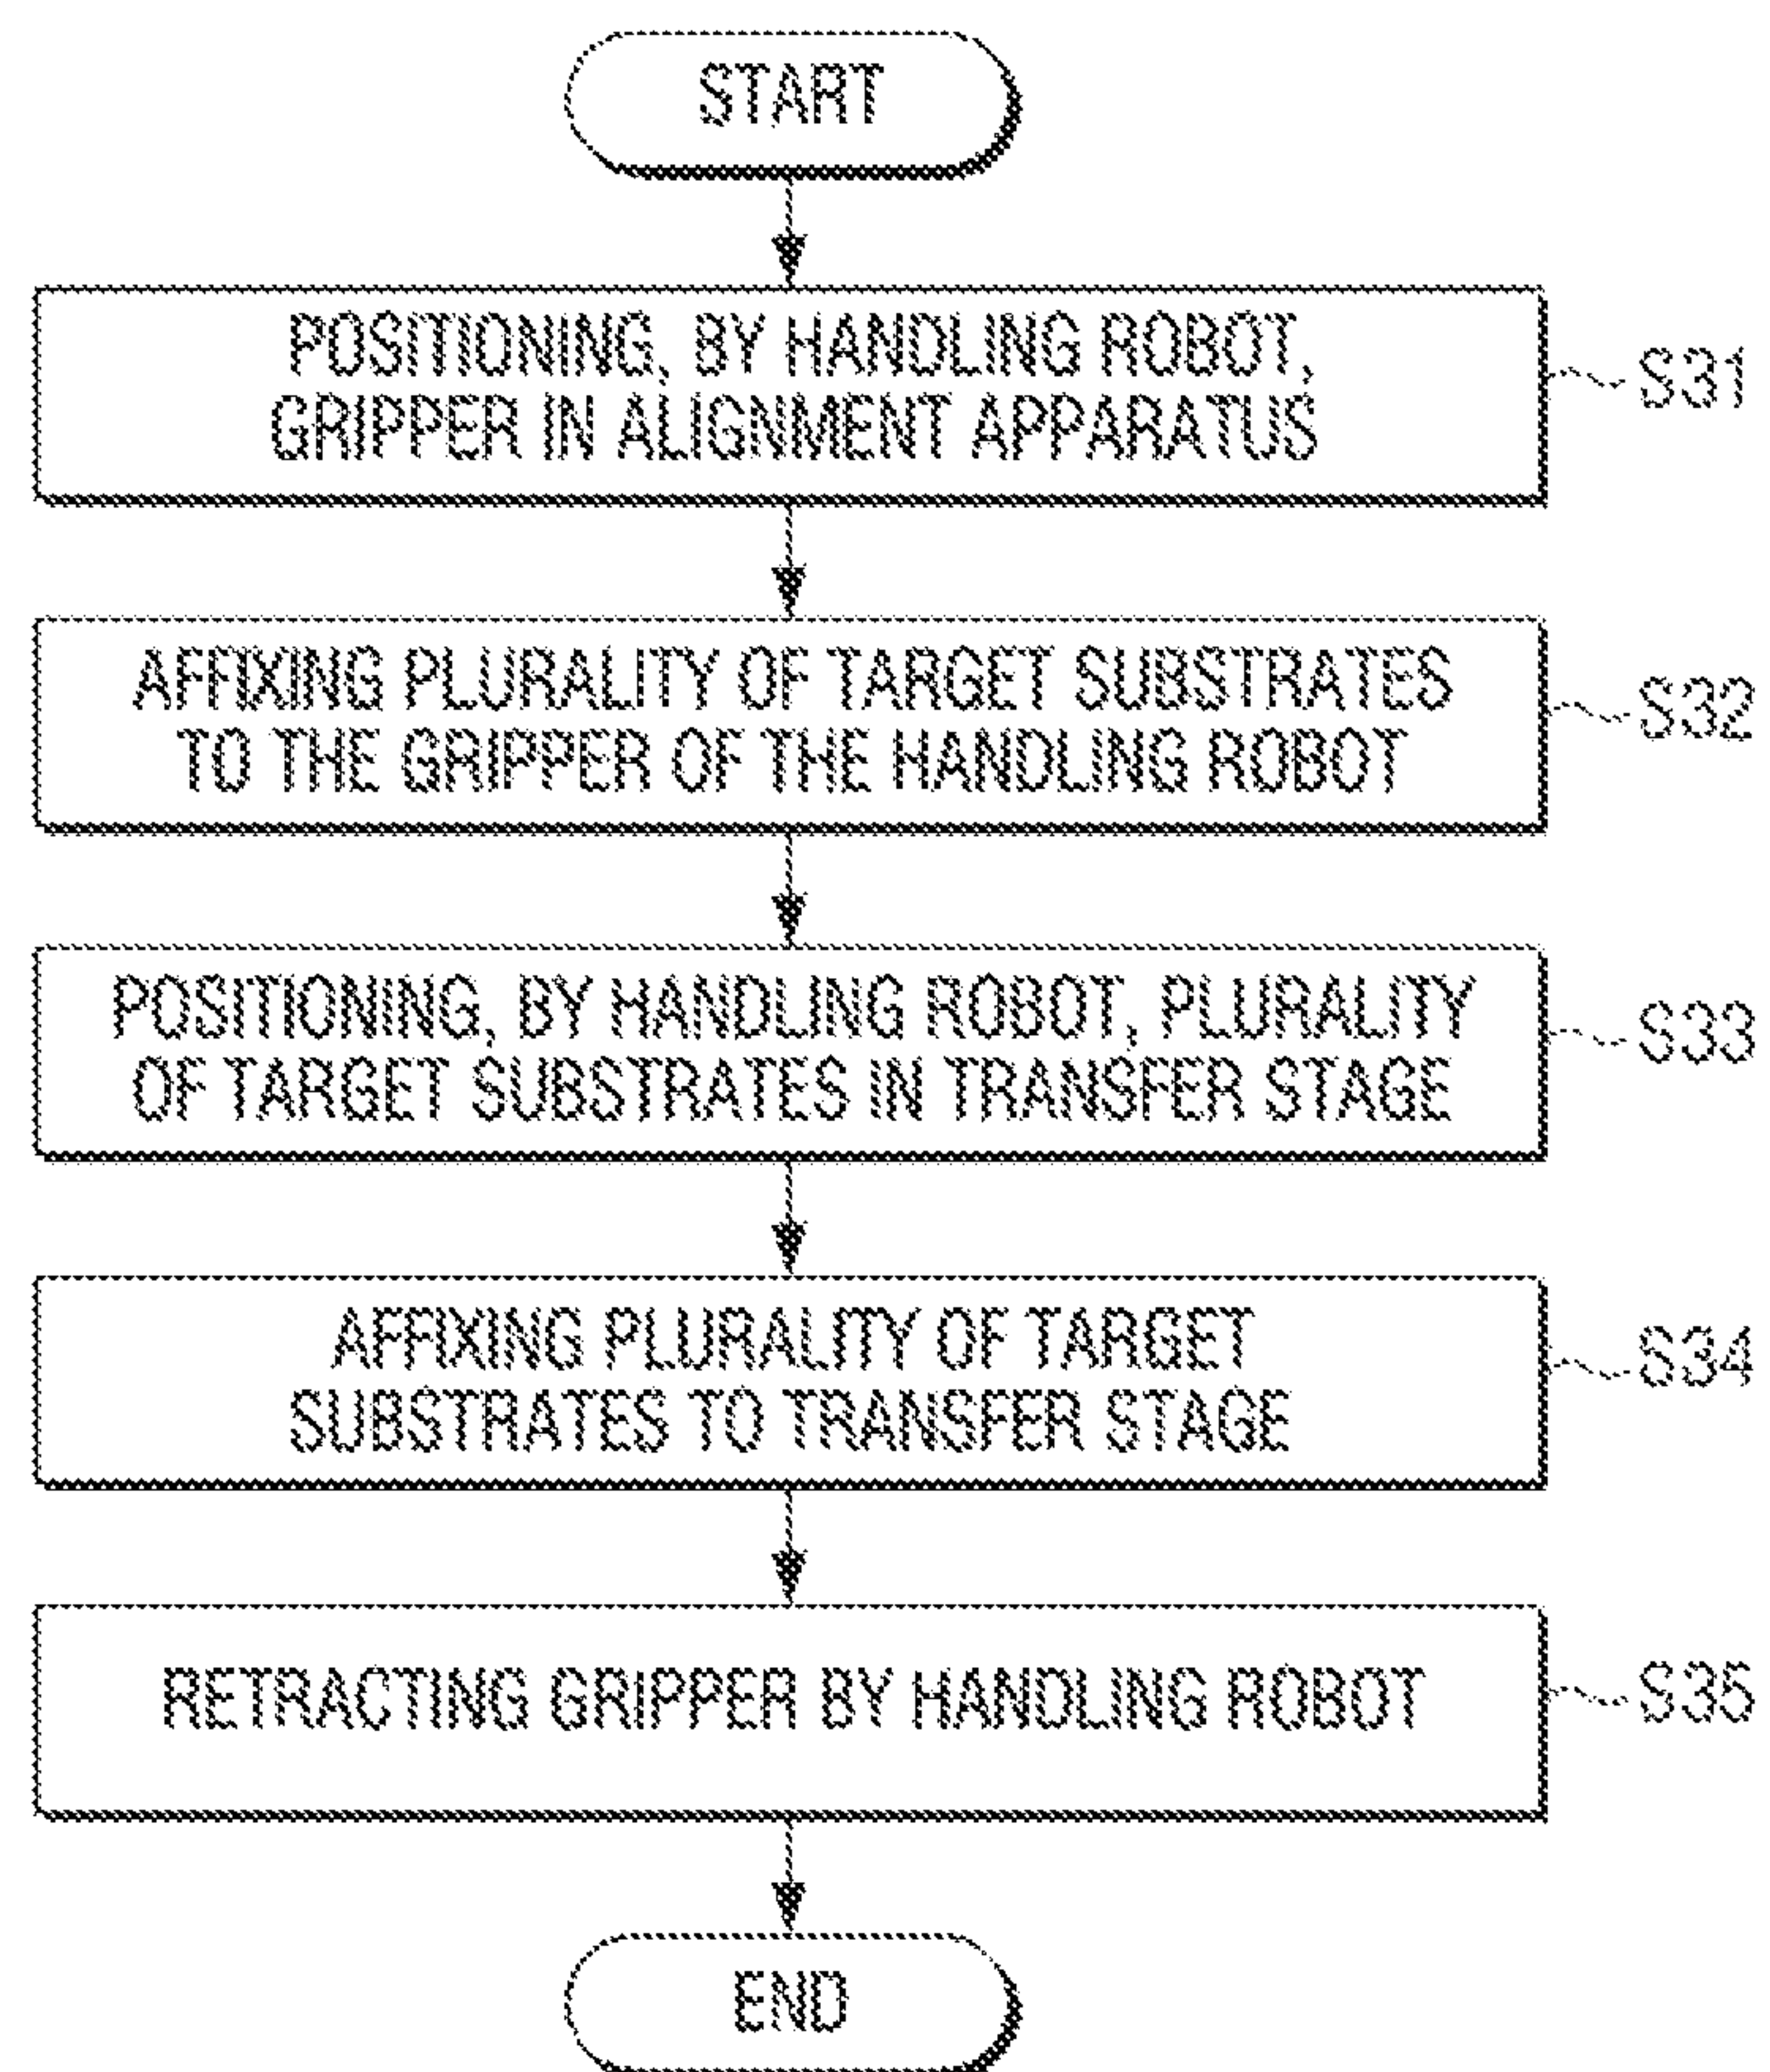 START
POSITIONING, BY HANDLING ROBOT,
GRIPPER IN ALIGNMENT APPARATUS
S31
AFFIXING PLURALITY OF TARGET SUBSTRATES
TO THE GRIPPER OF THE HANDLING ROBOT
S32
POSITIONING, BY HANDLING ROBOT, PLURALITY
OF TARGET SUBSTRATES IN TRANSFER STAGE
S33
AFFIXING PLURALITY OF TARGET
SUBSTRATES TO TRANSFER STAGE
S34
RETRACTING GRIPPER BY HANDLING ROBOT
S35
END